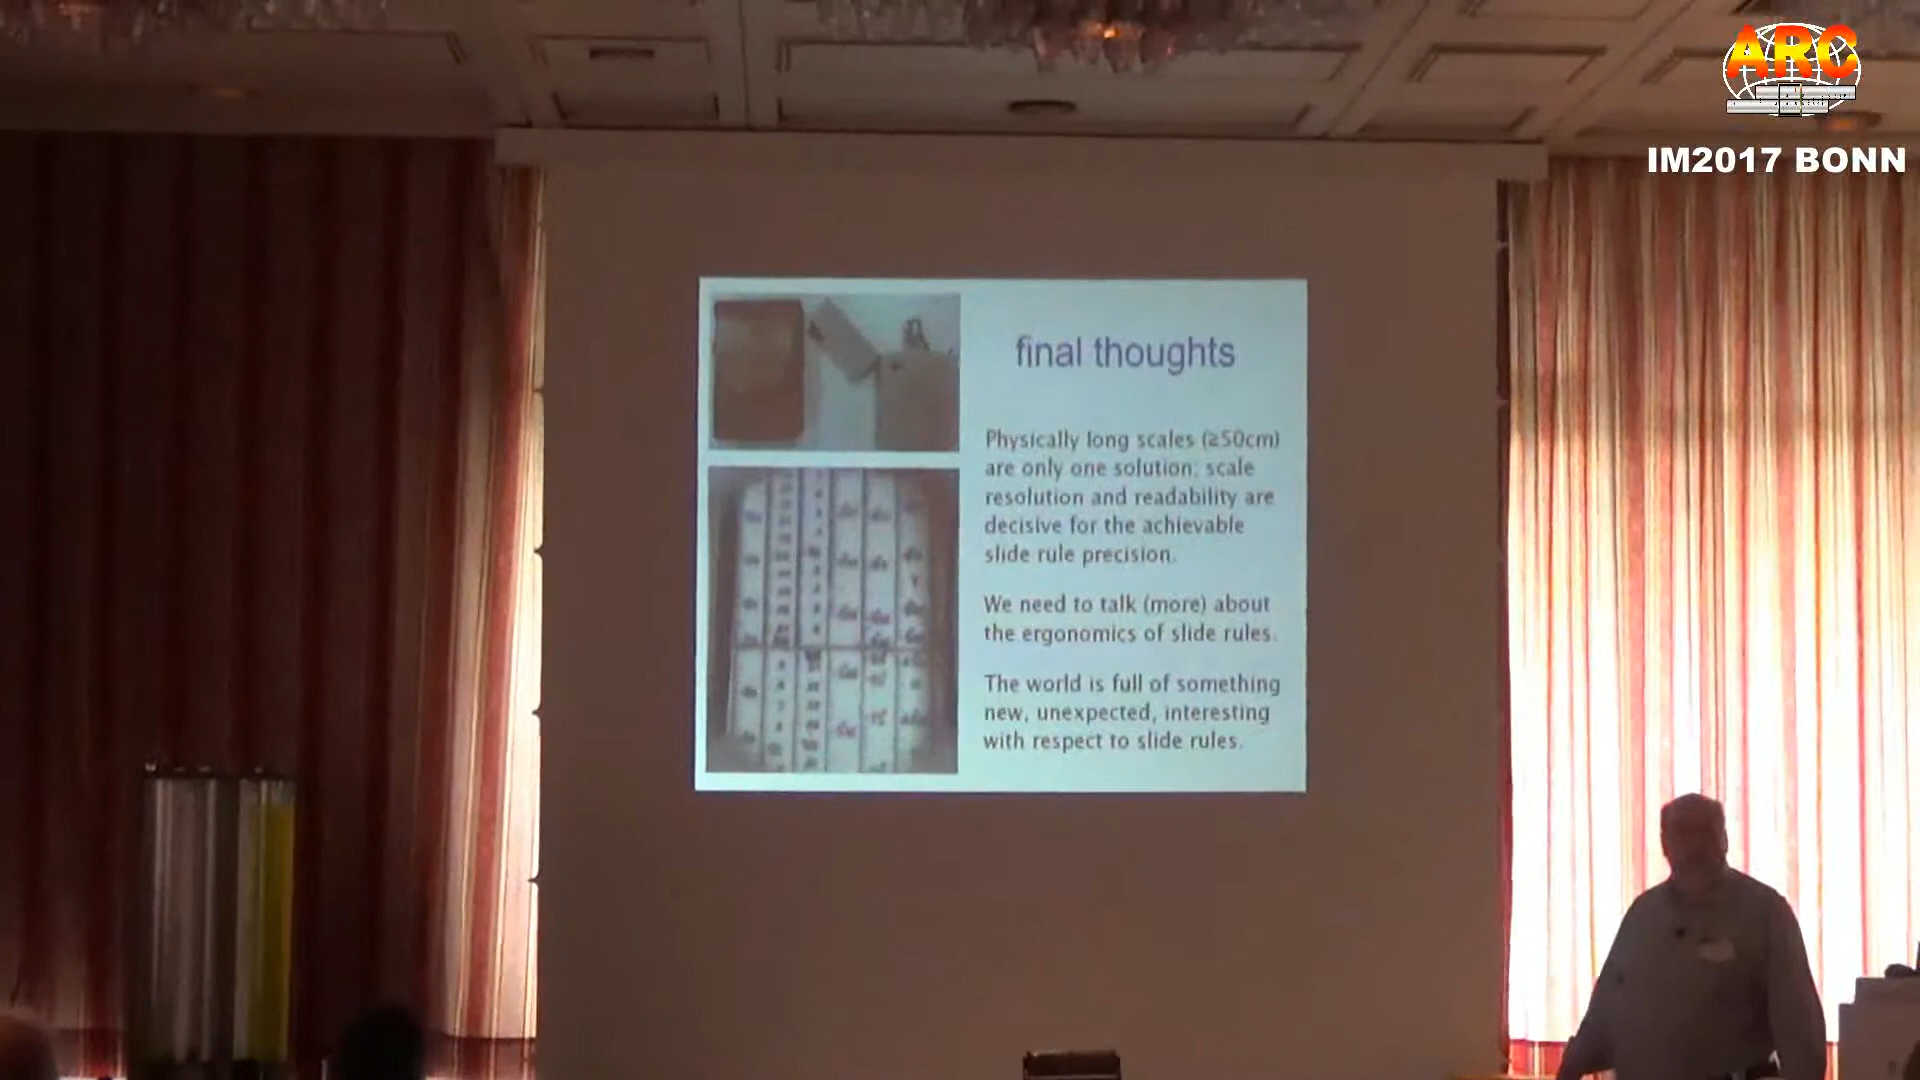 ARC
IM2017 BONN
final thoughts
Physically long scales (≥50cm)
are only one solution: scale
resolution and readability are
decisive for the achievable
slide rule precision.
We need to talk (more) about
the ergonomics of slide rules.
The world is full of something
new, unexpected, interesting
with respect to slide rules.